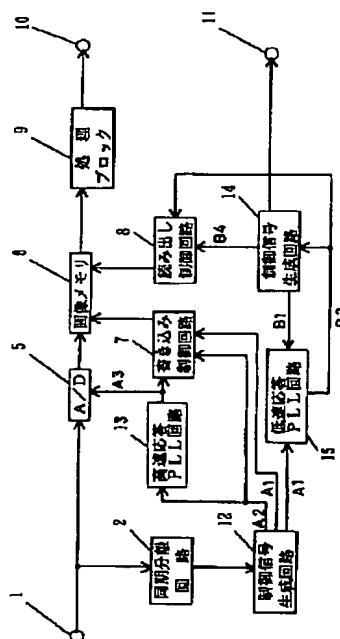 1
2
同期分離
回路
12
制御信号
生成回路
A2
A1
A1
13
高速応答
PLL回路
A3
5
A/D
6
画像メモリ
7
書き込み
制御回路
8
読み出し
制御回路
9
処理
ブロック
10
11
14
制御信号
生成回路
B4
B1
B2
15
低速応答
PLL回路